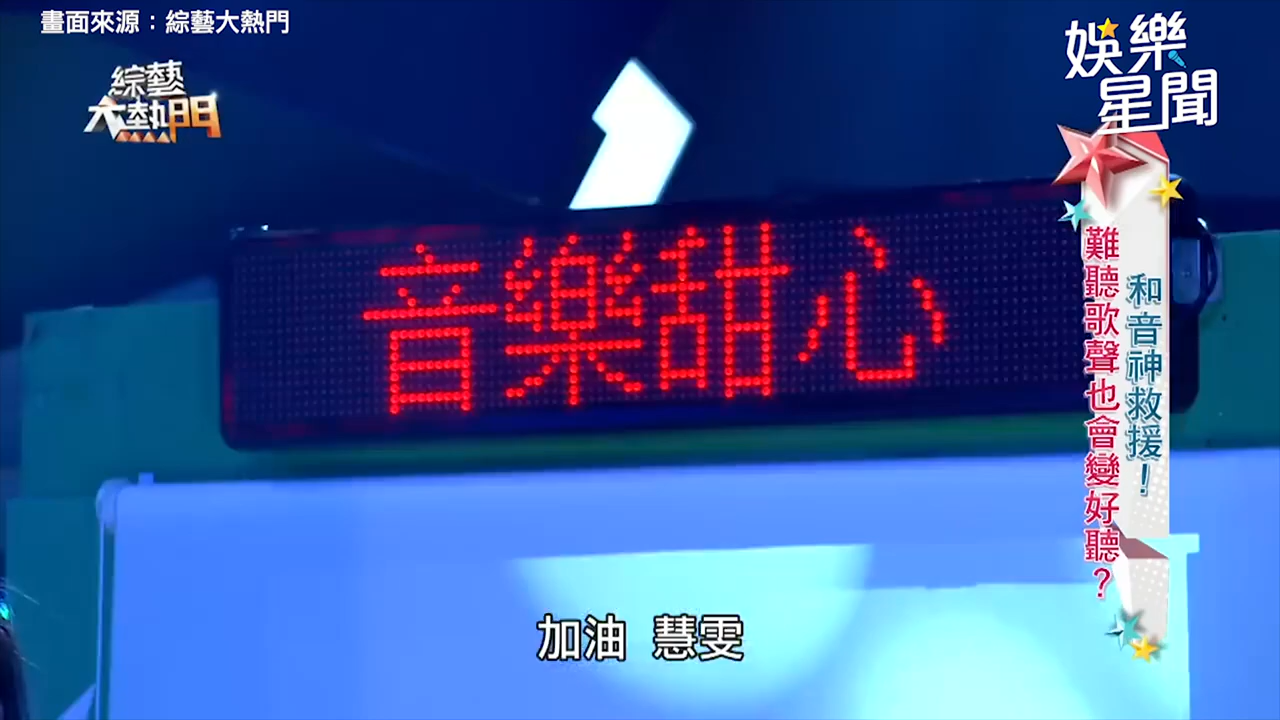 畫面來源：綜藝大熱門
綜藝
大熱門
娛樂
星聞
音樂甜心
和音神救援！
難聽歌聲也會變好聽？
加油 慧雯